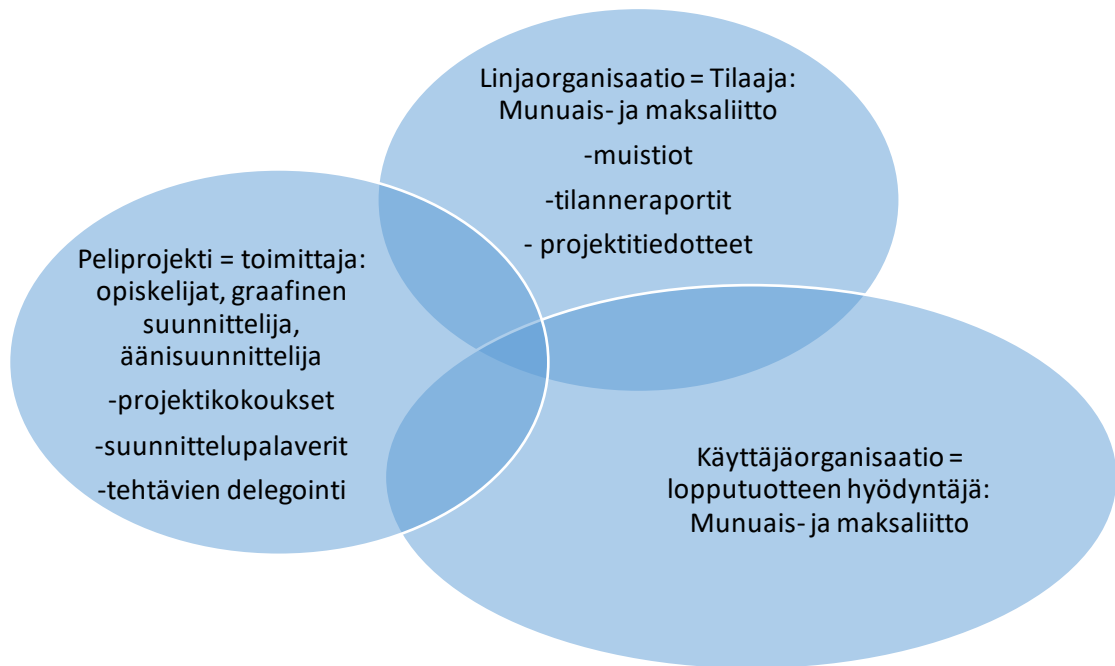 Linjaorganisaatio = Tilaaja:
Munuais- ja maksaliitto
-muistiot
-tilanneraportit
- projektitiedotteet
Peliprojekti = toimittaja:
opiskelijat, graafinen
suunnittelija,
äänisuunnittelija
-projektikokoukset
-suunnittelupalaverit
-tehtävien delegointi
Käyttäjäorganisaatio =
lopputuotteen hyödyntäjä:
Munuais- ja maksaliitto